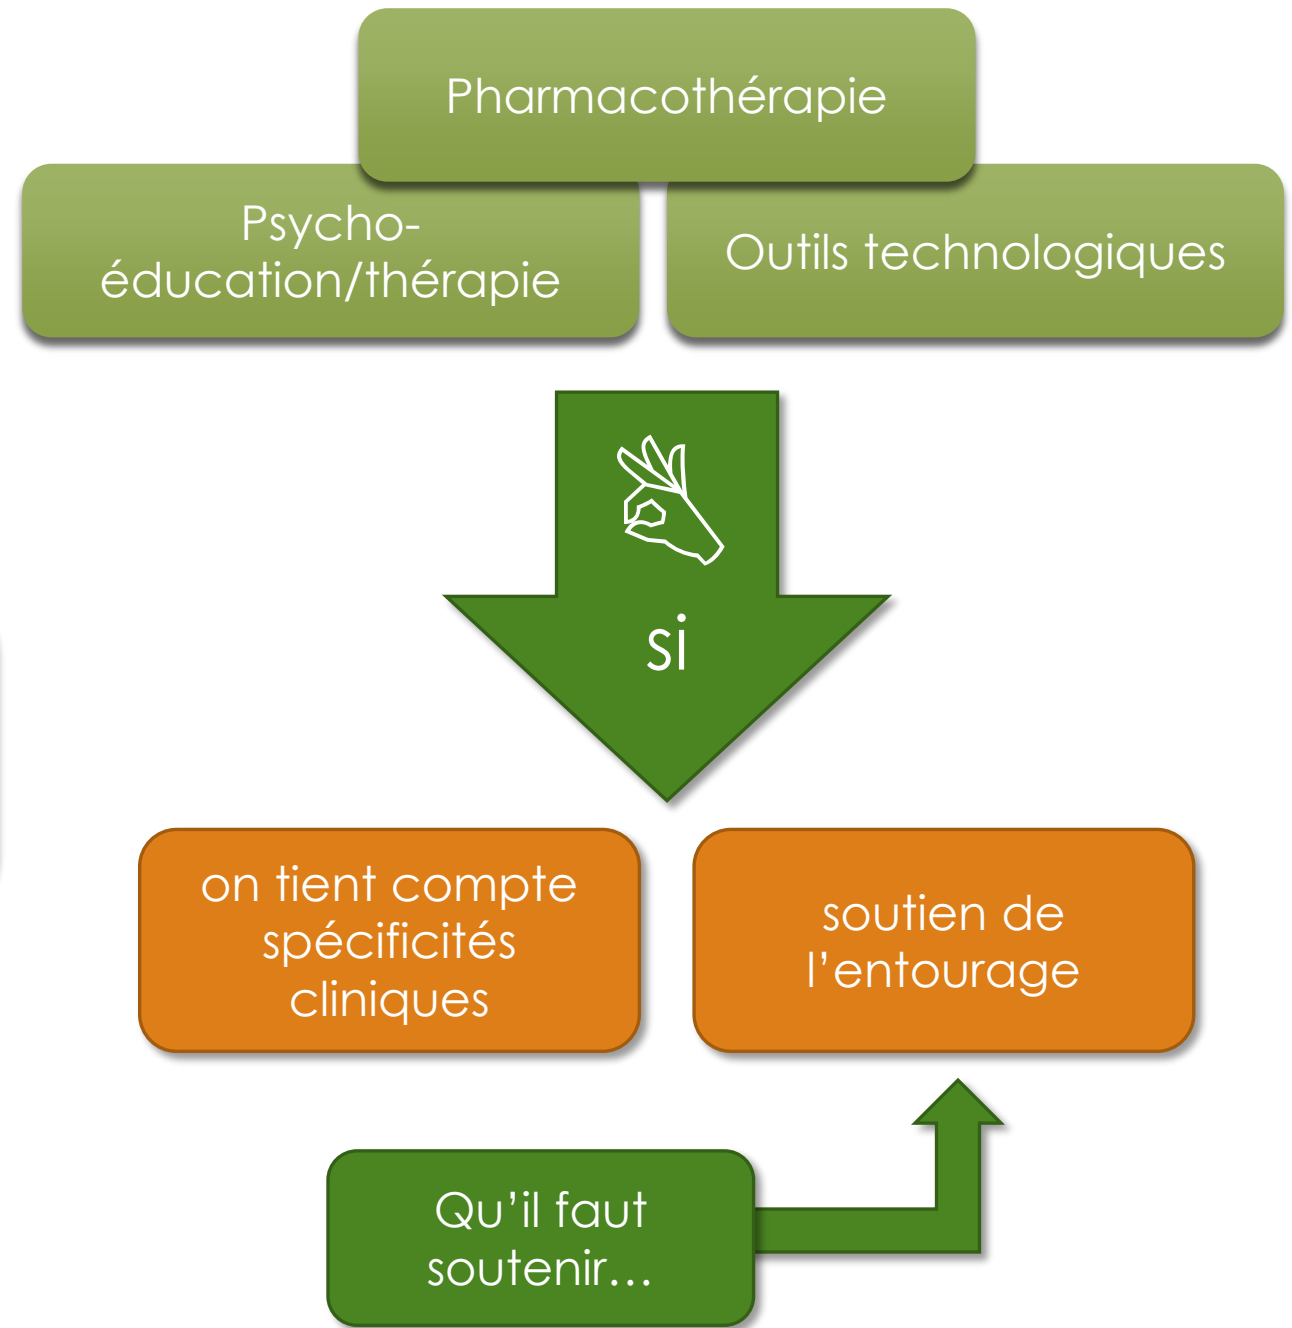 Pharmacothérapie
Psycho-
éducation/thérapie
Outils technologiques
si
on tient compte
spécificités
cliniques
soutien de
l’entourage
Qu’il faut
soutenir…